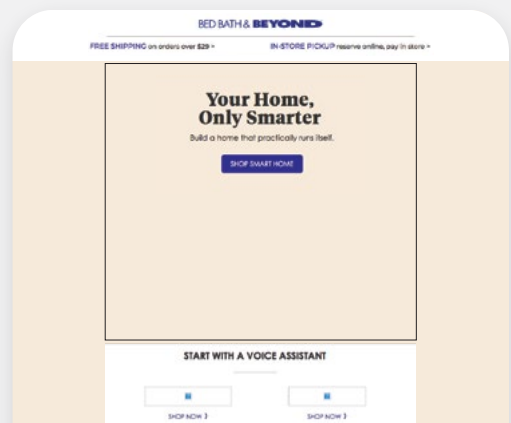 BED BATH & BEYOND
FREE SHIPPING on orders over $29 > IN-STORE PICKUP reserve online, pay in store >
Your Home,
Only Smarter
Build a home that practically runs itself.
SHOP SMART HOME
START WITH A VOICE ASSISTANT
SHOP NOW > SHOP NOW >